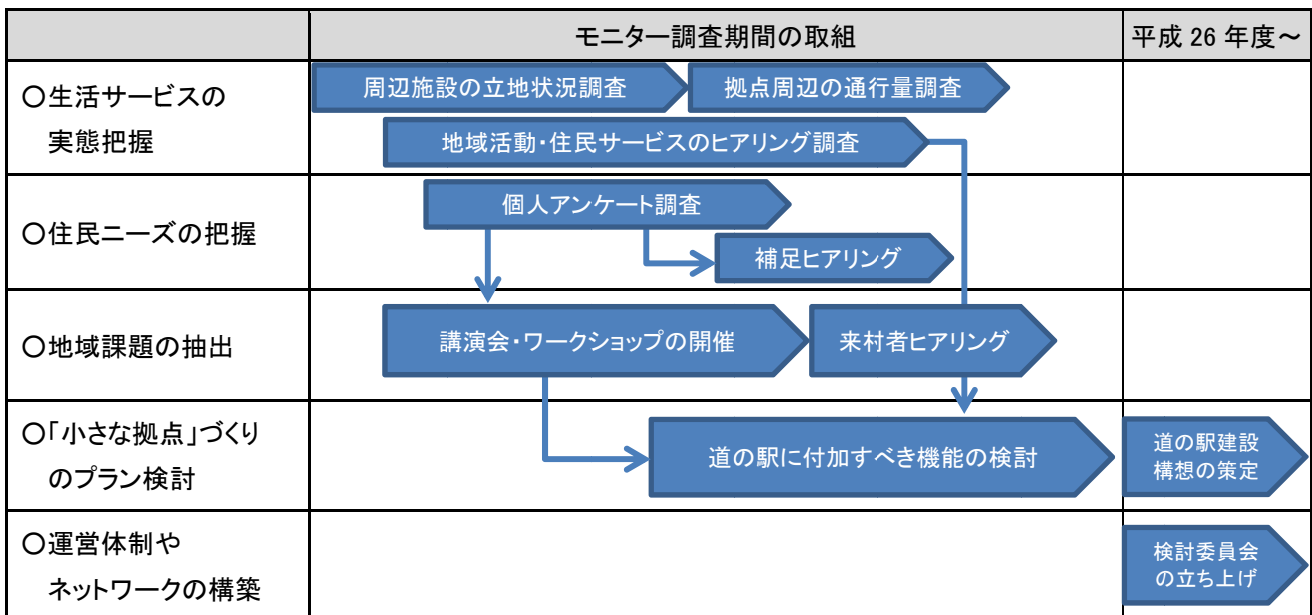 モニター調査期間の取組
平成 26 年度～
○生活サービスの
実態把握
周辺施設の立地状況調査
拠点周辺の通行量調査
地域活動・住民サービスのヒアリング調査
○住民ニーズの把握
個人アンケート調査
補足ヒアリング
○地域課題の抽出
講演会・ワークショップの開催
来村者ヒアリング
○「小さな拠点」づくり
のプラン検討
道の駅に付加すべき機能の検討
道の駅建設
構想の策定
○運営体制や
ネットワークの構築
検討委員会
の立ち上げ